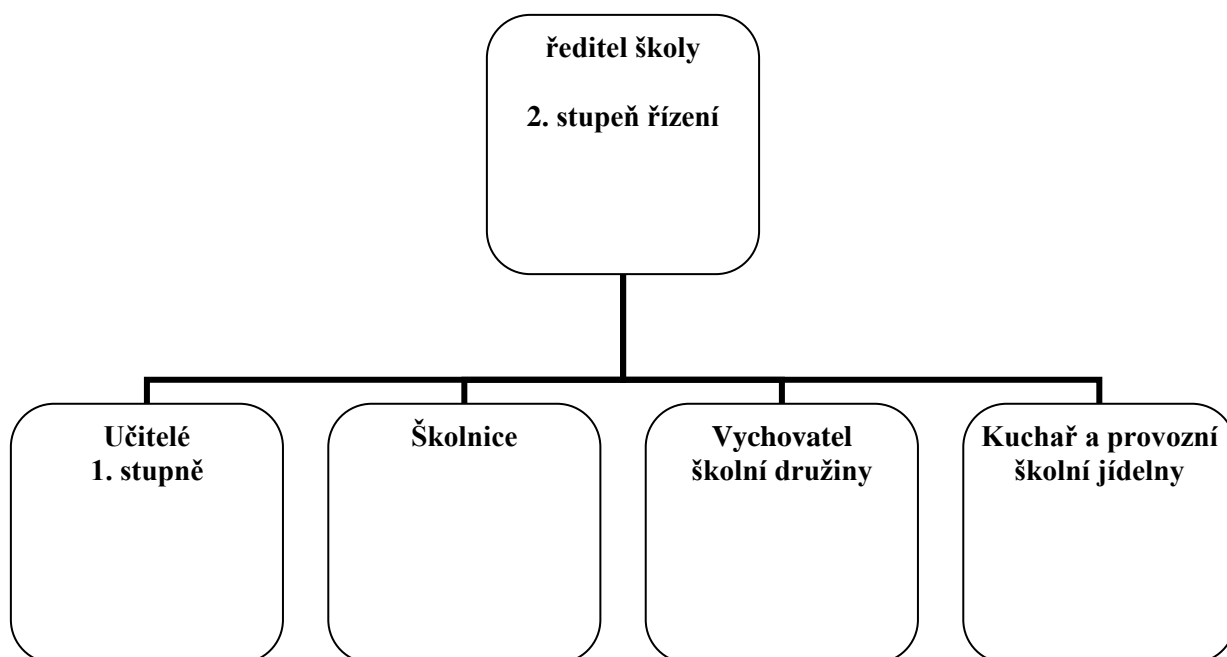 ředitel školy
2. stupeň řízení
Učitelé
1. stupně
Školnice
Vychovatel
školní družiny
Kuchař a provozní
školní jídelny